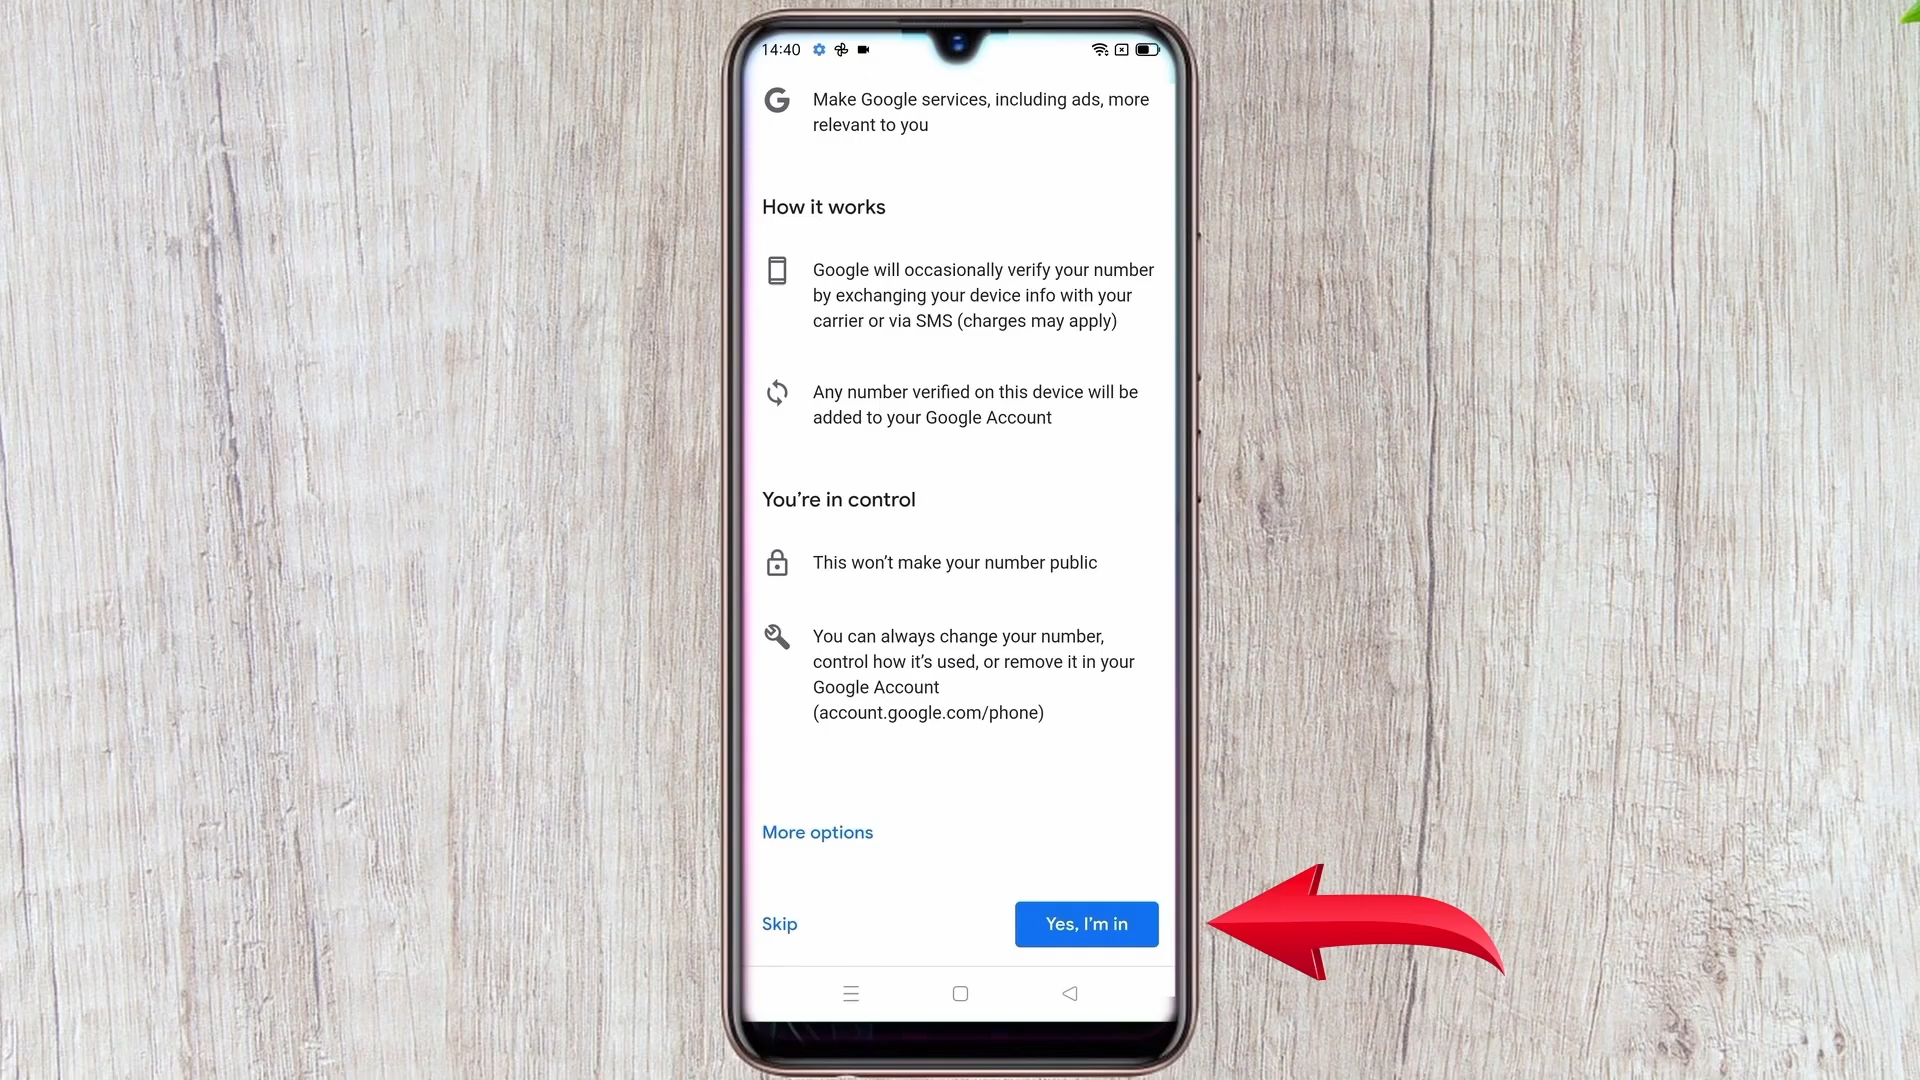 14:40
Make Google services, including ads, more
relevant to you
How it works
Google will occasionally verify your number
by exchanging your device info with your
carrier or via SMS (charges may apply)
Any number verified on this device will be
added to your Google Account
You’re in control
This won’t make your number public
You can always change your number,
control how it’s used, or remove it in your
Google Account
(account.google.com/phone)
More options
Skip
Yes, I’m in